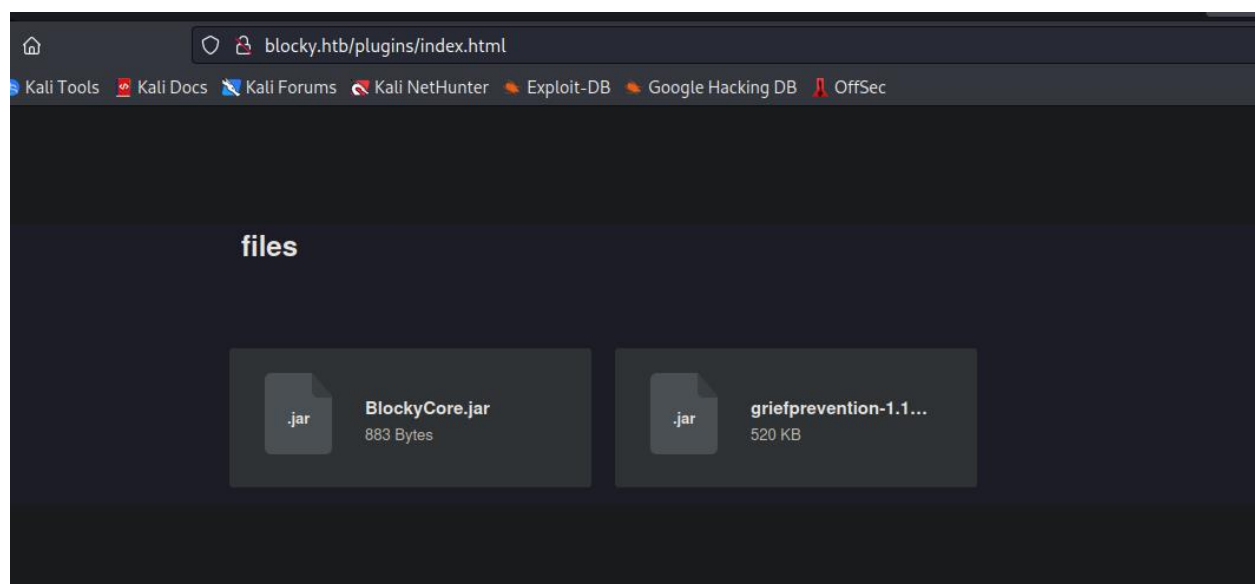 blocky.htb/plugins/index.html
Kali Tools Kali Docs Kali Forums Kali NetHunter Exploit-DB Google Hacking DB OffSec
files
.jar BlockyCore.jar
883 Bytes
.jar griefprevention-1.1...
520 KB